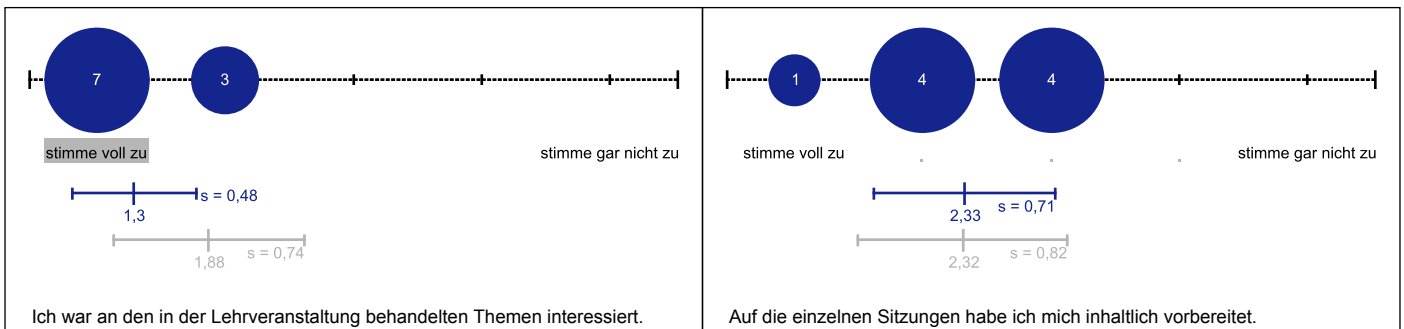 7
3
stimme voll zu
stimme gar nicht zu
s = 0,48
1,3
s = 0,74
1,88
Ich war an den in der Lehrveranstaltung behandelten Themen interessiert.
1
4
4
stimme voll zu
.
.
.
stimme gar nicht zu
s = 0,71
2,33
s = 0,82
2,32
Auf die einzelnen Sitzungen habe ich mich inhaltlich vorbereitet.